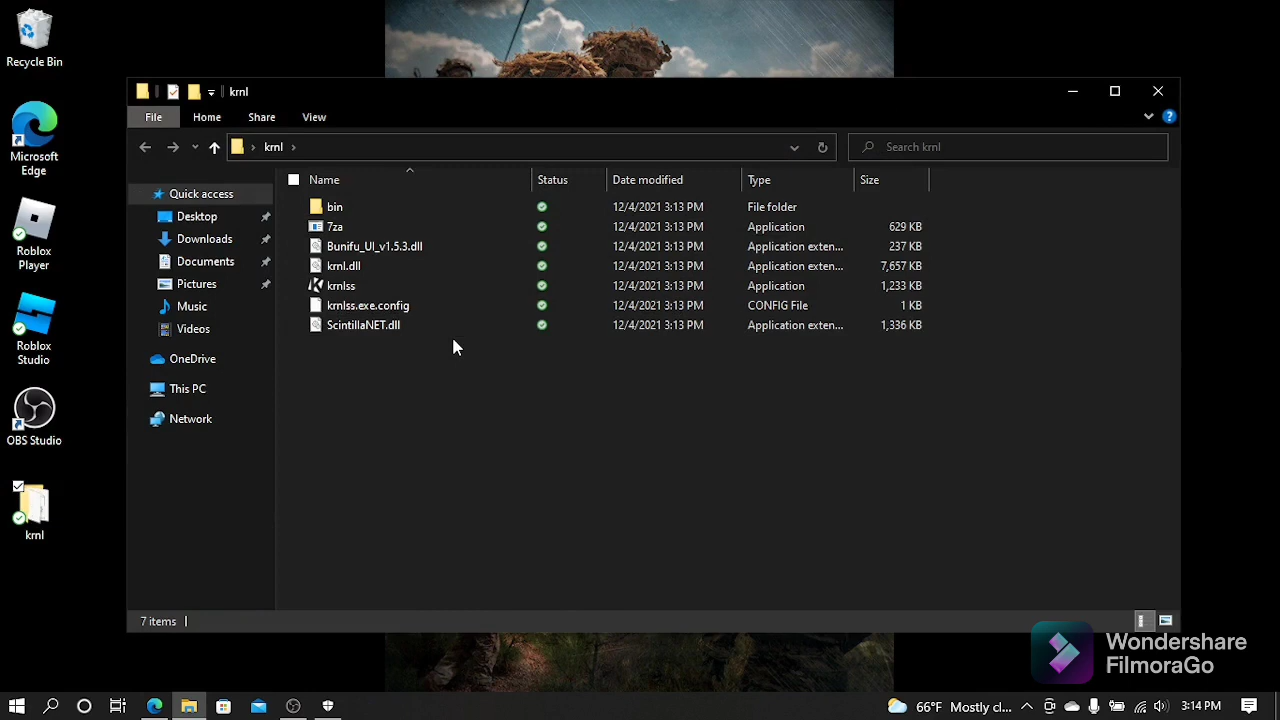 Recycle Bin
Microsoft
Edge
Roblox
Player
Roblox
Studio
OBS Studio
krnl
krnl
File
Home
Share
View
krnl
Search krnl
Name
Status
Date modified
Type
Size
Quick access
Desktop
Downloads
Documents
Pictures
Music
Videos
OneDrive
This PC
Network
bin 12/4/2021 3:13 PM File folder
7za 12/4/2021 3:13 PM Application 629 KB
Bunifu_UI_v1.5.3.dll 12/4/2021 3:13 PM Application exten... 237 KB
krnl.dll 12/4/2021 3:13 PM Application exten... 7,657 KB
krnlss 12/4/2021 3:13 PM Application 1,233 KB
krnlss.exe.config 12/4/2021 3:13 PM CONFIG File 1 KB
ScintillaNET.dll 12/4/2021 3:13 PM Application exten... 1,336 KB
7 items
Wondershare
FilmoraGo
66°F Mostly cl...
3:14 PM